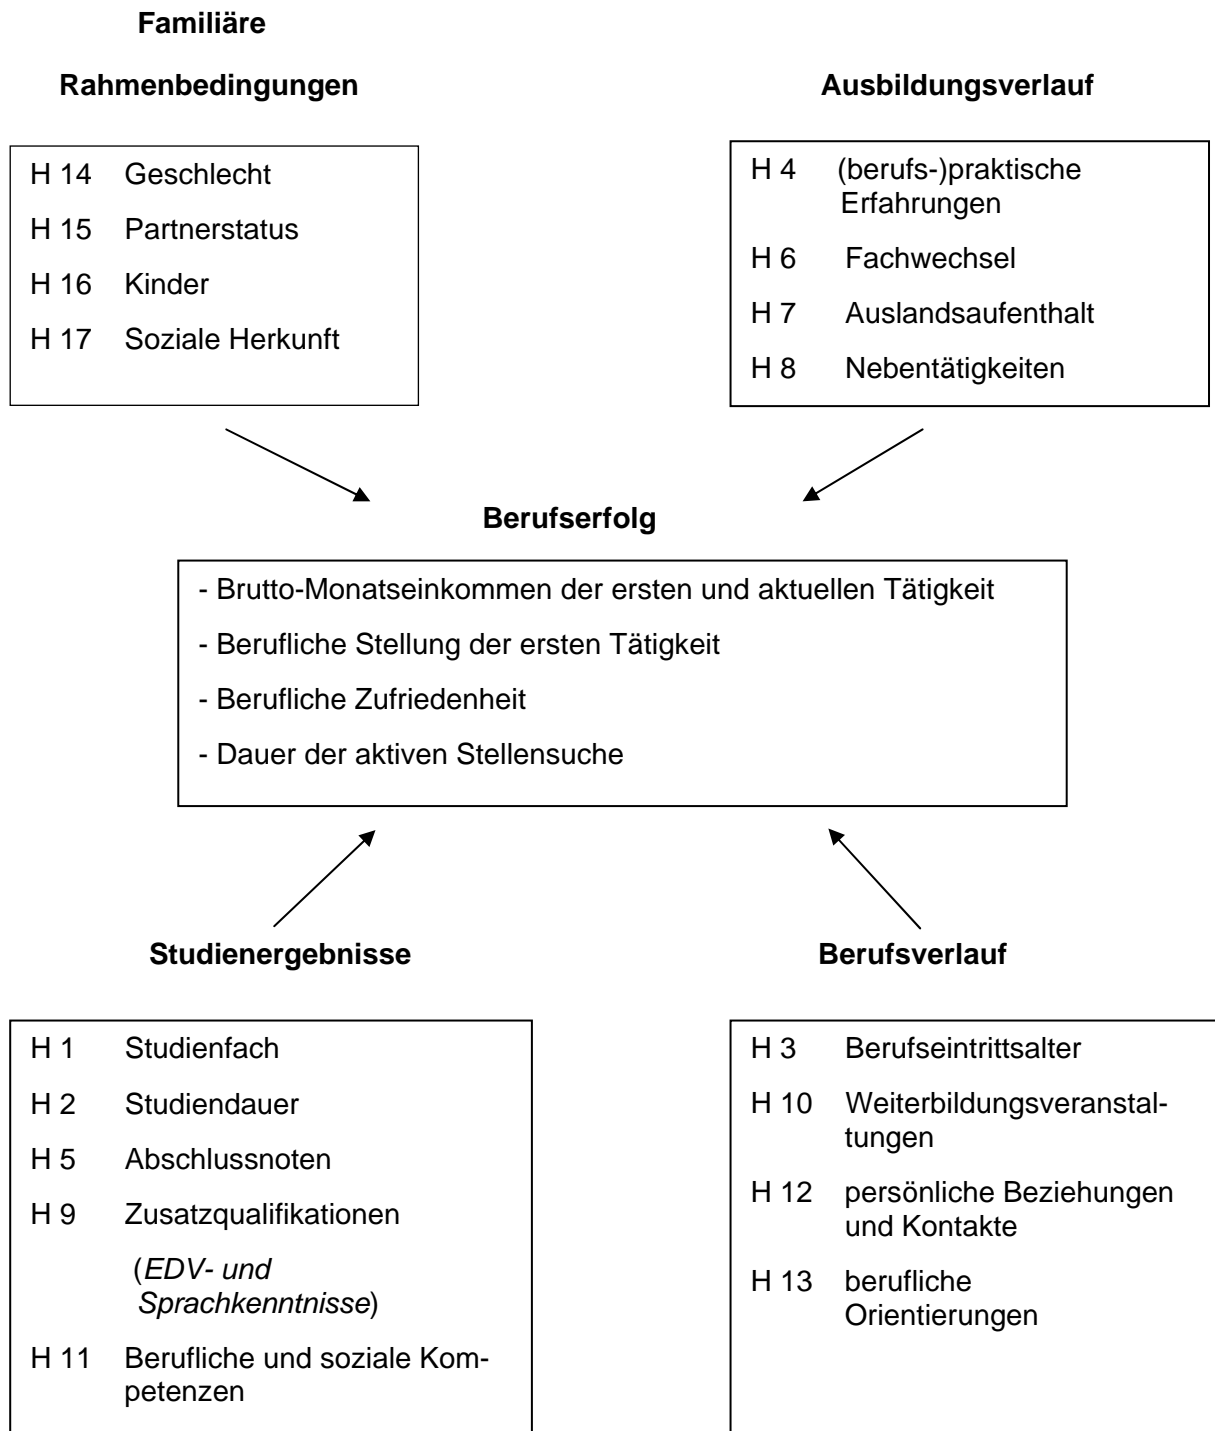 Familiäre
Rahmenbedingungen
H 14 Geschlecht
H 15 Partnerstatus
H 16 Kinder
H 17 Soziale Herkunft
Ausbildungsverlauf
H 4 (berufs-)praktische
Erfahrungen
H 6 Fachwechsel
H 7 Auslandsaufenthalt
H 8 Nebentätigkeiten
Berufserfolg
- Brutto-Monatseinkommen der ersten und aktuellen Tätigkeit
- Berufliche Stellung der ersten Tätigkeit
- Berufliche Zufriedenheit
- Dauer der aktiven Stellensuche
Studienergebnisse
H 1 Studienfach
H 2 Studiendauer
H 5 Abschlussnoten
H 9 Zusatzqualifikationen
(EDV- und
Sprachkenntnisse)
H 11 Berufliche und soziale Kom-
petenzen
Berufsverlauf
H 3 Berufseintrittsalter
H 10 Weiterbildungsveranstal-
tungen
H 12 persönliche Beziehungen
und Kontakte
H 13 berufliche
Orientierungen